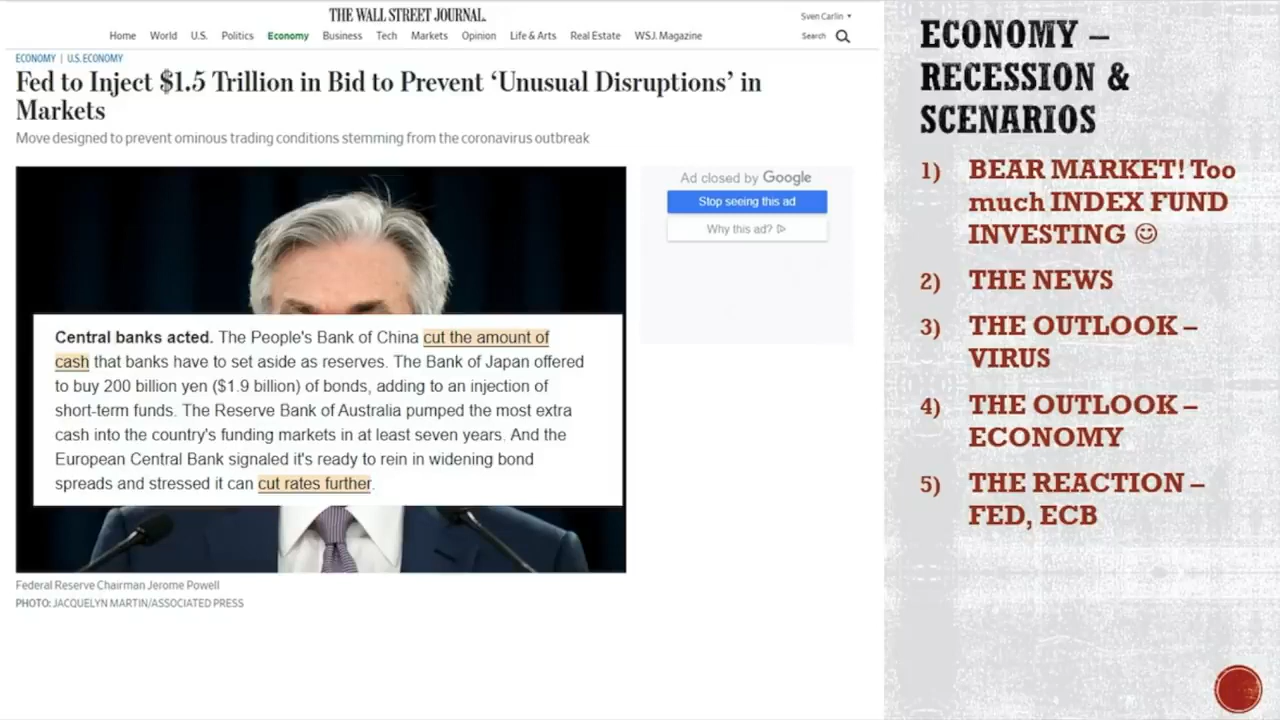 THE WALL STREET JOURNAL.
Sven Carlin ▾
Home World U.S. Politics Economy Business Tech Markets Opinion Life & Arts Real Estate WSJ. Magazine
Search
ECONOMY | U.S. ECONOMY
Fed to Inject $1.5 Trillion in Bid to Prevent ‘Unusual Disruptions’ in
Markets
Move designed to prevent ominous trading conditions stemming from the coronavirus outbreak
Ad closed by Google
Stop seeing this ad
Why this ad?
Central banks acted. The People's Bank of China cut the amount of
cash that banks have to set aside as reserves. The Bank of Japan offered
to buy 200 billion yen ($1.9 billion) of bonds, adding to an injection of
short-term funds. The Reserve Bank of Australia pumped the most extra
cash into the country's funding markets in at least seven years. And the
European Central Bank signaled it's ready to rein in widening bond
spreads and stressed it can cut rates further.
Federal Reserve Chairman Jerome Powell
PHOTO: JACQUELYN MARTIN/ASSOCIATED PRESS
ECONOMY –
RECESSION &
SCENARIOS
1) BEAR MARKET! Too
much INDEX FUND
INVESTING ☺
2) THE NEWS
3) THE OUTLOOK –
VIRUS
4) THE OUTLOOK –
ECONOMY
5) THE REACTION –
FED, ECB